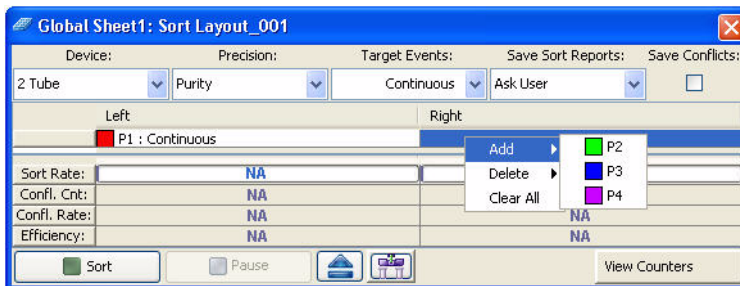 Global Sheet1: Sort Layout_001
Device: Precision: Target Events: Save Sort Reports: Save Conflicts:
2 Tube Purity Continuous Ask User
Left Right
P1 : Continuous
Add P2
Delete P3
Clear All P4
Sort Rate: NA
Confl. Cnt: NA
Confl. Rate: NA NA
Efficiency: NA NA
Sort Pause View Counters